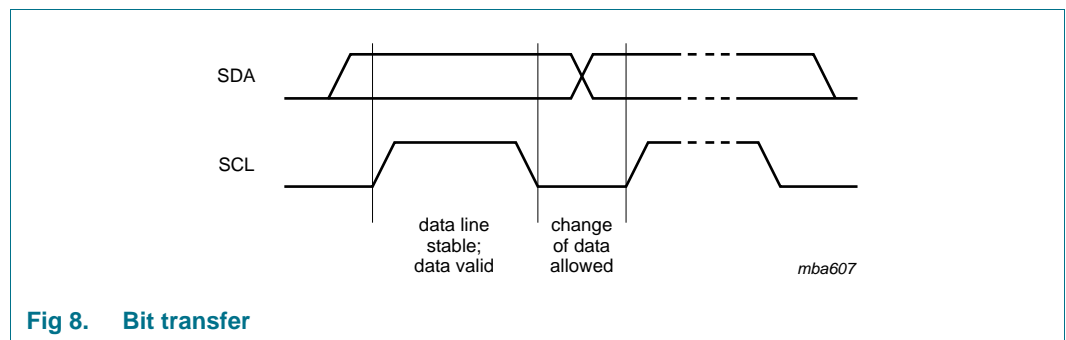 SDA
SCL
data line
stable;
data valid
change
of data
allowed
mba607
Fig 8. Bit transfer